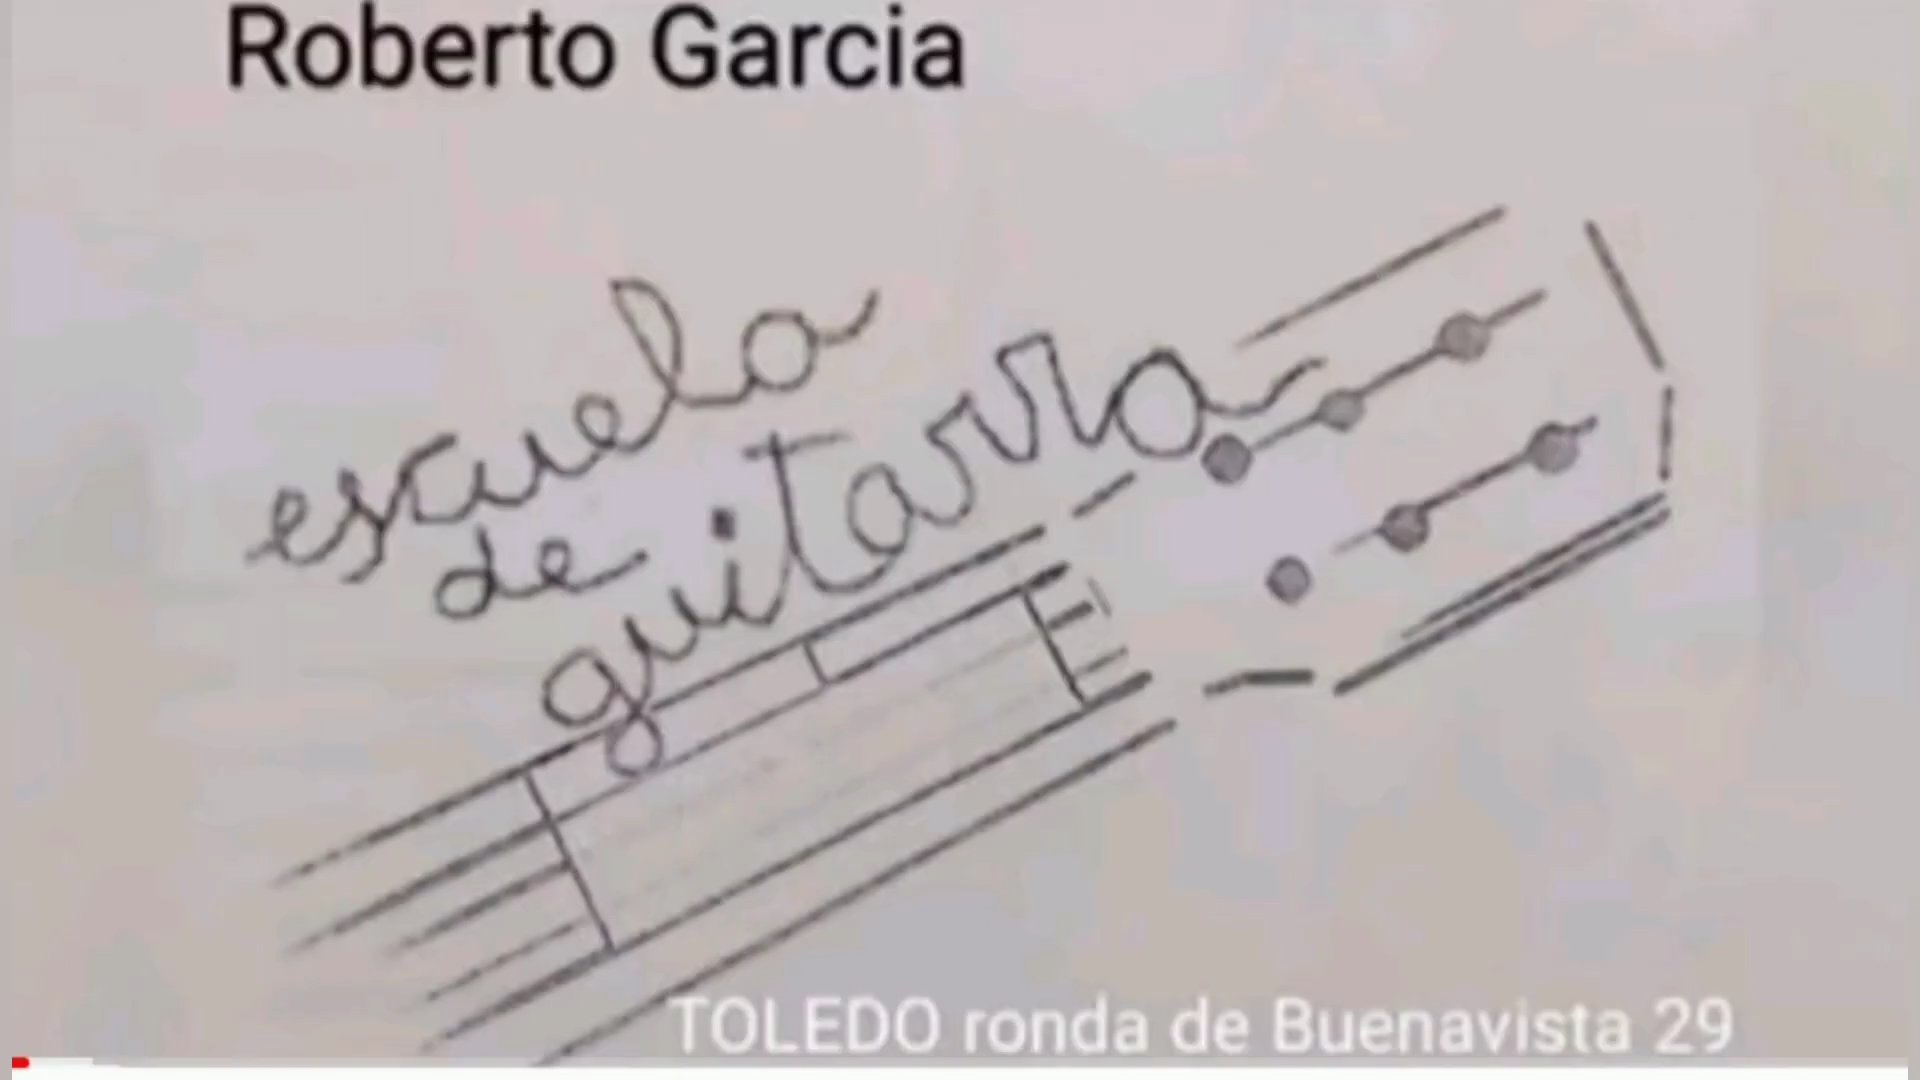 Roberto Garcia
escuela
de
guitarra
TOLEDO ronda de Buenavista 29